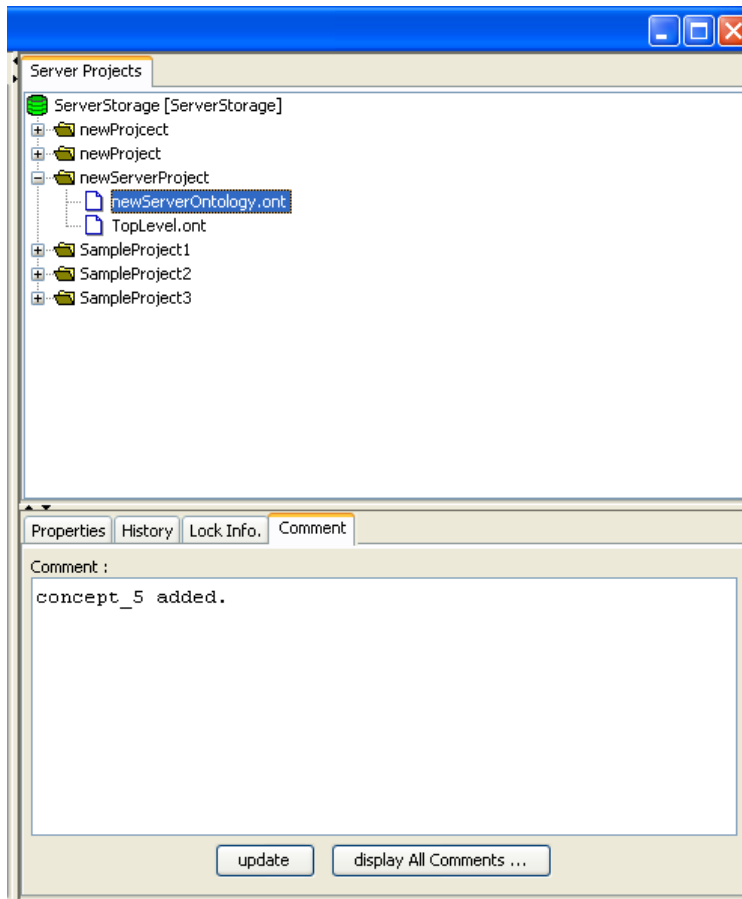 Server Projects
ServerStorage [ServerStorage]
newProjcect
newProject
newServerProject
newServerOntology.ont
TopLevel.ont
SampleProject1
SampleProject2
SampleProject3
Properties History Lock Info. Comment
Comment :
concept_5 added.
update display All Comments ...